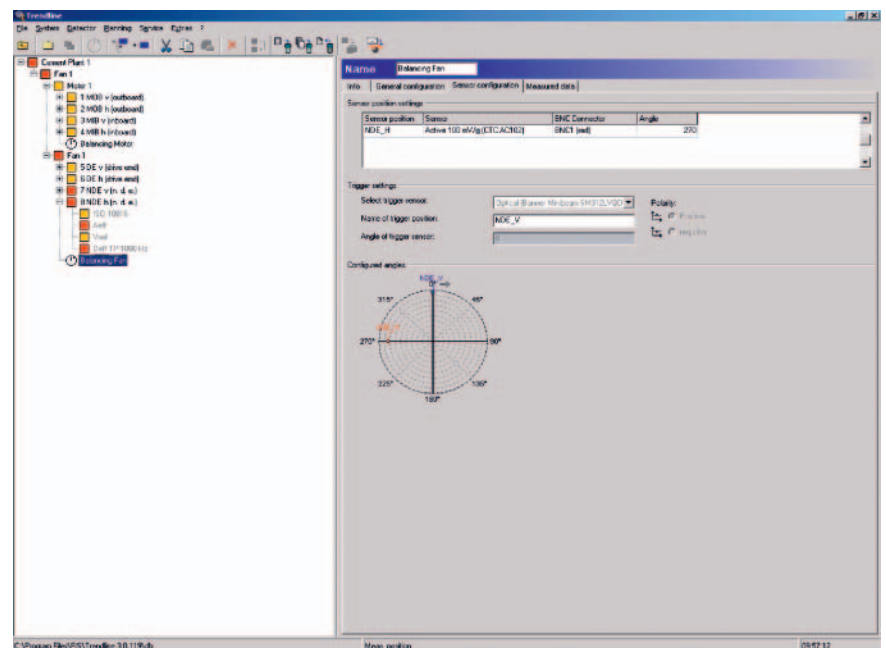 Trendline
File System Detector Planning Service Extras ?
Cement Plant 1
Fan 1
Motor 1
1 MOB v (outboard)
2 MOB h (outboard)
3 MIB v (inboard)
4 MIB h (inboard)
Balancing Motor
Fan 1
5 DE v (drive end)
6 DE h (drive end)
7 NDE v (n. d. e.)
8 NDE h (n. d. e.)
ISO 10816
Aeff
Veff
Balancing Fan
Name Balancing Fan
Info General configuration Sensor configuration Measured data
Sensor position settings
Sensor position Sensor BNC Connector Angle
NDE_H Active 100 mV/g (CTC AC102) BNC1 (red) 270
Trigger settings
Select trigger sensor: Polarity:
Name of trigger position: NDE_V
Angle of trigger sensor:
Configured angles
NDE_V
0°
315° 45°
270° 90°
225° 135°
180°
Meas. position
09:57:12